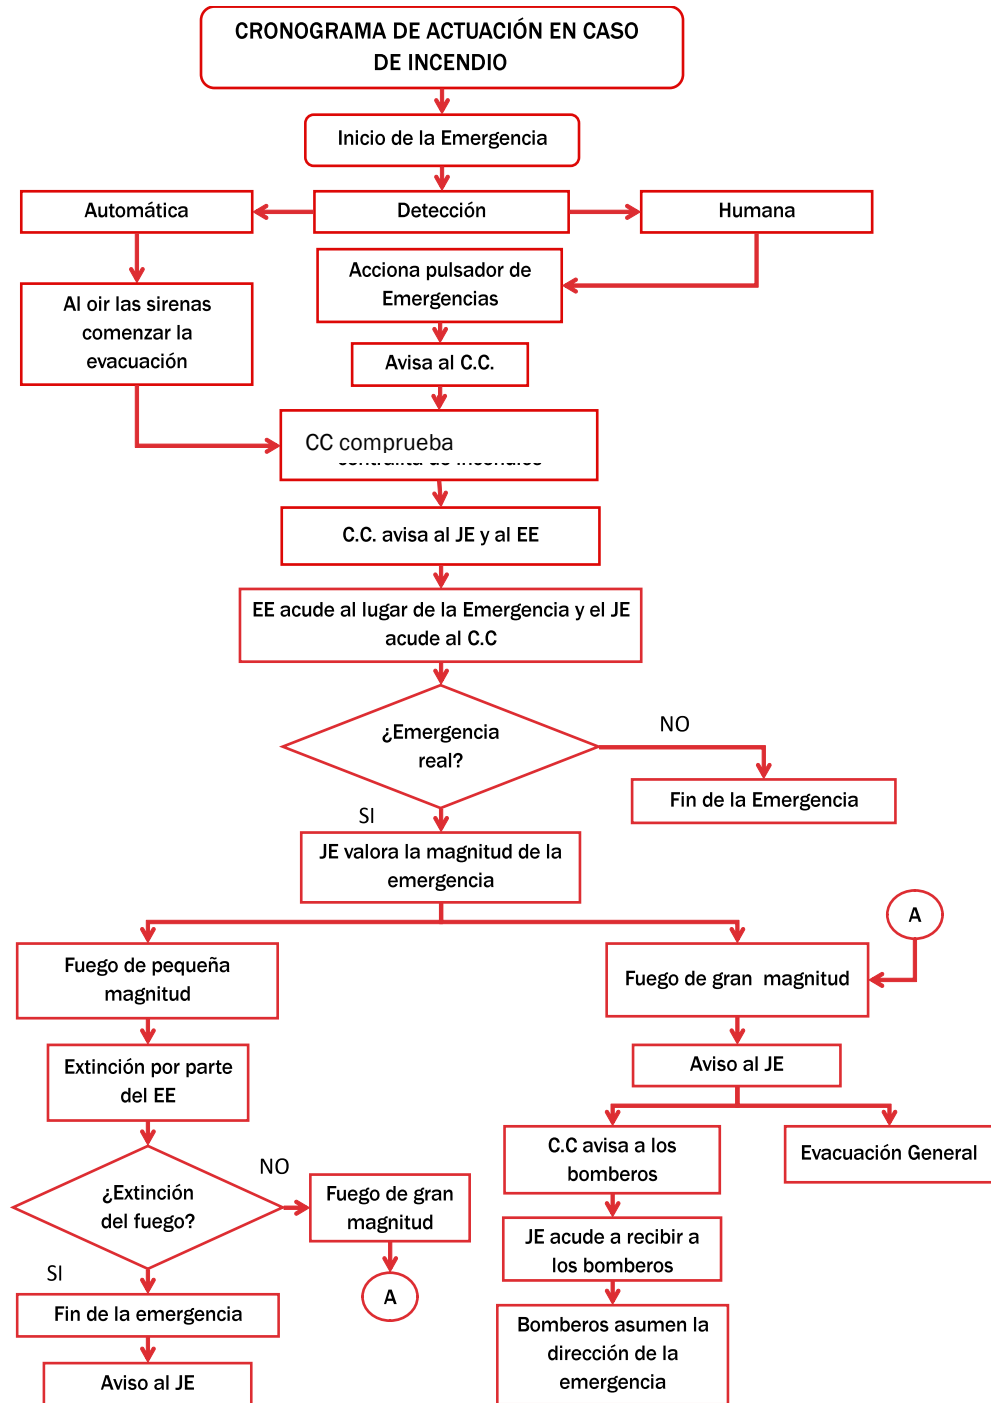 CRONOGRAMA DE ACTUACIÓN EN CASO
DE INCENDIO
Inicio de la Emergencia
Automática
Detección
Humana
Acciona pulsador de
Emergencias
Al oir las sirenas
comenzar la
evacuación
Avisa al C.C.
CC comprueba
C.C. avisa al JE y al EE
EE acude al lugar de la Emergencia y el JE
acude al C.C
¿Emergencia
real?
NO
Fin de la Emergencia
SI
JE valora la magnitud de la
emergencia
A
Fuego de pequeña
magnitud
Fuego de gran magnitud
Extinción por parte
del EE
Aviso al JE
C.C avisa a los
bomberos
Evacuación General
¿Extinción
del fuego?
NO
Fuego de gran
magnitud
JE acude a recibir a
los bomberos
SI
A
Fin de la emergencia
Bomberos asumen la
dirección de la
emergencia
Aviso al JE